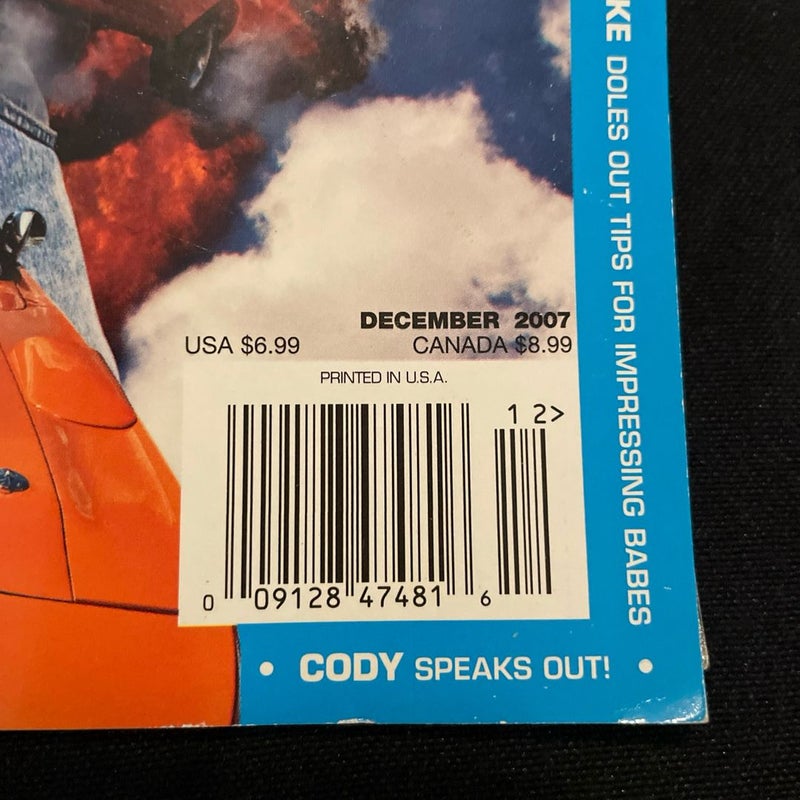 KE DOLES OUT TIPS FOR IMPRESSING BABES
DECEMBER 2007
USA $6.99 CANADA $8.99
PRINTED IN U.S.A.
1 2>
0 09128 47481 6
• CODY SPEAKS OUT! •